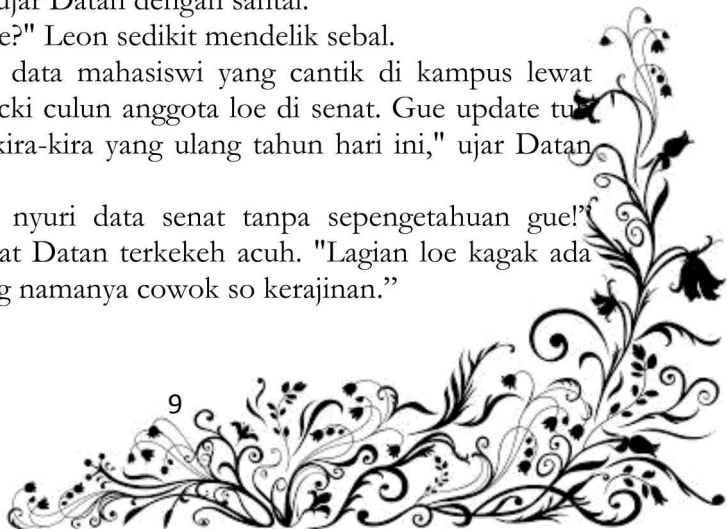 ujar Datan dengan santai.
e?" Leon sedikit mendelik sebal.
data mahasiswi yang cantik di kampus lewat
cki culun anggota loe di senat. Gue update
kira-kira yang ulang tahun hari ini," ujar Datan
nyuri data senat tanpa sepengetahuan gue!”
at Datan terkekeh acuh. "Lagian loe kagak ada
g namanya cowok so kerajinan.”
9